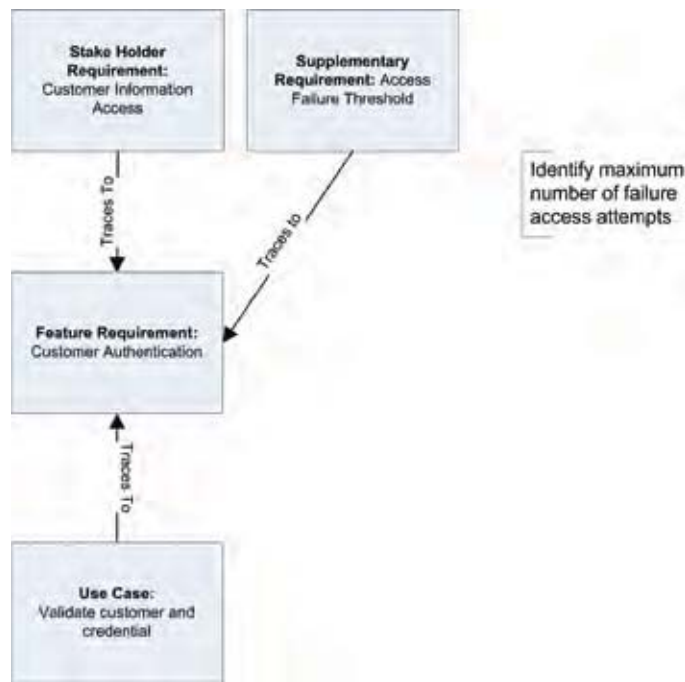 Stake Holder
Requirement:
Customer Information
Access
Supplementary
Requirement: Access
Failure Threshold
Identify maximum
number of failure
access attempts
Traces To
Traces to
Feature Requirement:
Customer Authentication
Traces To
Use Case:
Validate customer and
credential